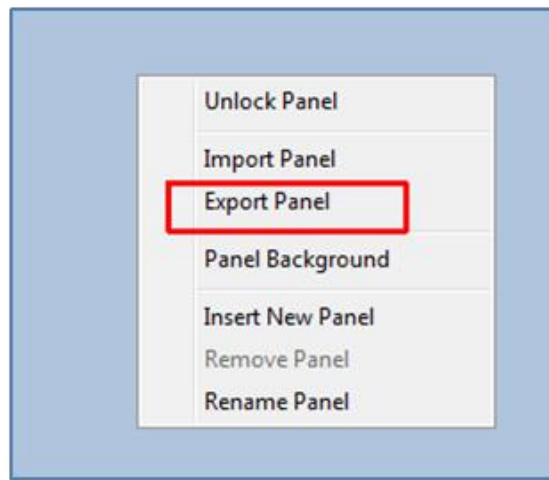 Unlock Panel
Import Panel
Export Panel
Panel Background
Insert New Panel
Remove Panel
Rename Panel